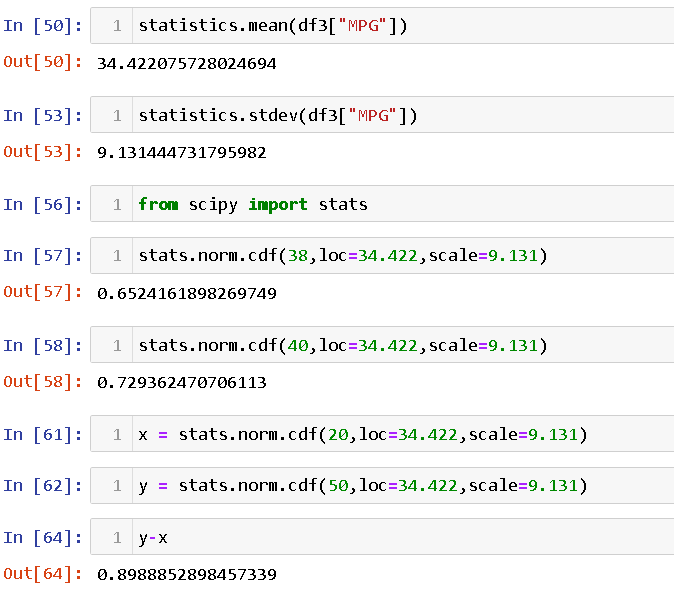 In [50]: 1 statistics.mean(df3["MPG"])
Out[50]: 34.422075728024694
In [53]: 1 statistics.stdev(df3["MPG"])
Out[53]: 9.131444731795982
In [56]: 1 from scipy import stats
In [57]: 1 stats.norm.cdf(38,loc=34.422,scale=9.131)
Out[57]: 0.6524161898269749
In [58]: 1 stats.norm.cdf(40,loc=34.422,scale=9.131)
Out[58]: 0.729362470706113
In [61]: 1 x = stats.norm.cdf(20,loc=34.422,scale=9.131)
In [62]: 1 y = stats.norm.cdf(50,loc=34.422,scale=9.131)
In [64]: 1 y-x
Out[64]: 0.8988852898457339